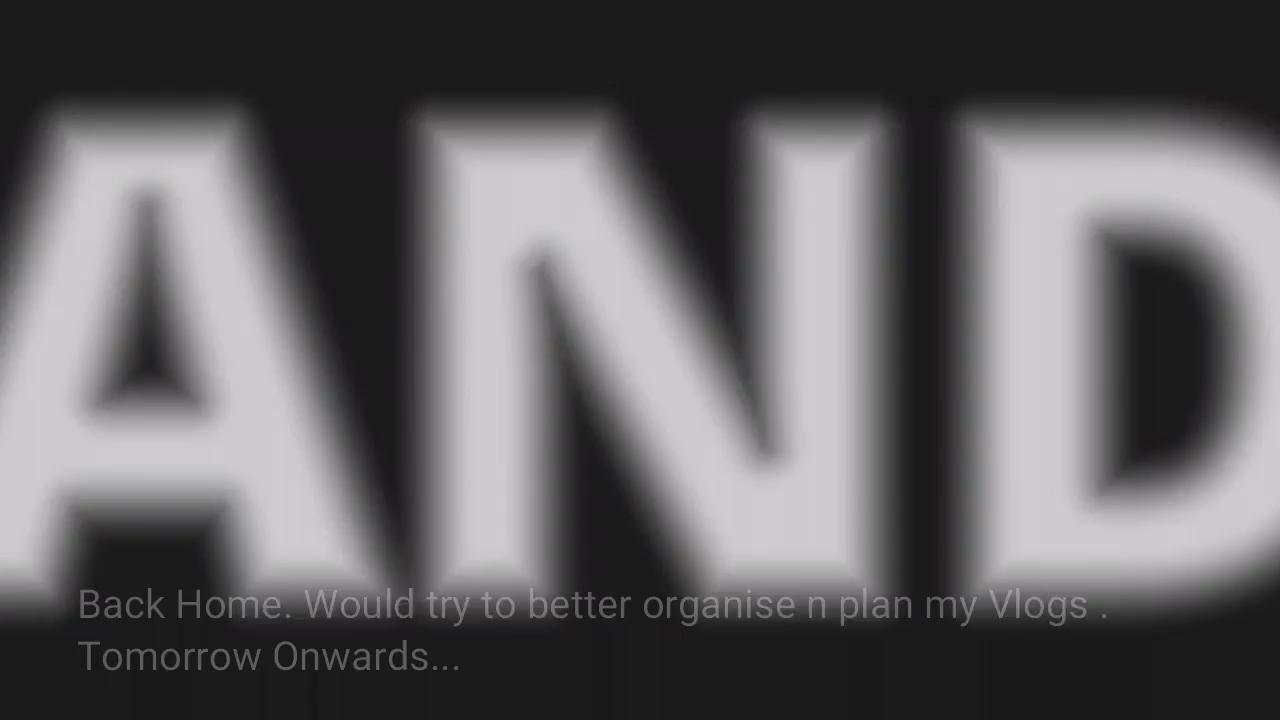 AND
Back Home. Would try to better organise n plan my Vlogs .
Tomorrow Onwards...